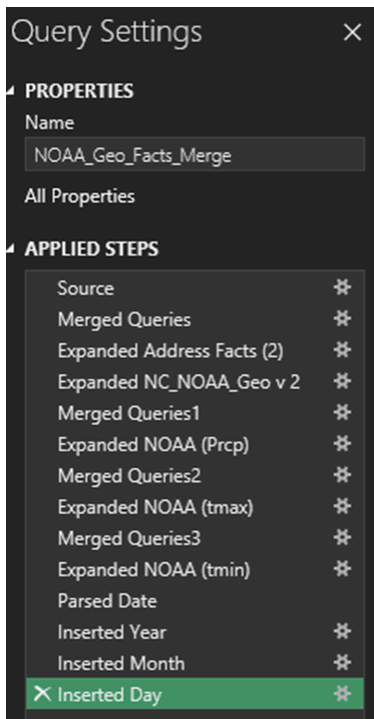 Query Settings
PROPERTIES
Name
NOAA_Geo_Facts_Merge
All Properties
APPLIED STEPS
Source
Merged Queries
Expanded Address Facts (2)
Expanded NC_NOAA_Geo v 2
Merged Queries1
Expanded NOAA (Prcp)
Merged Queries2
Expanded NOAA (tmax)
Merged Queries3
Expanded NOAA (tmin)
Parsed Date
Inserted Year
Inserted Month
Inserted Day